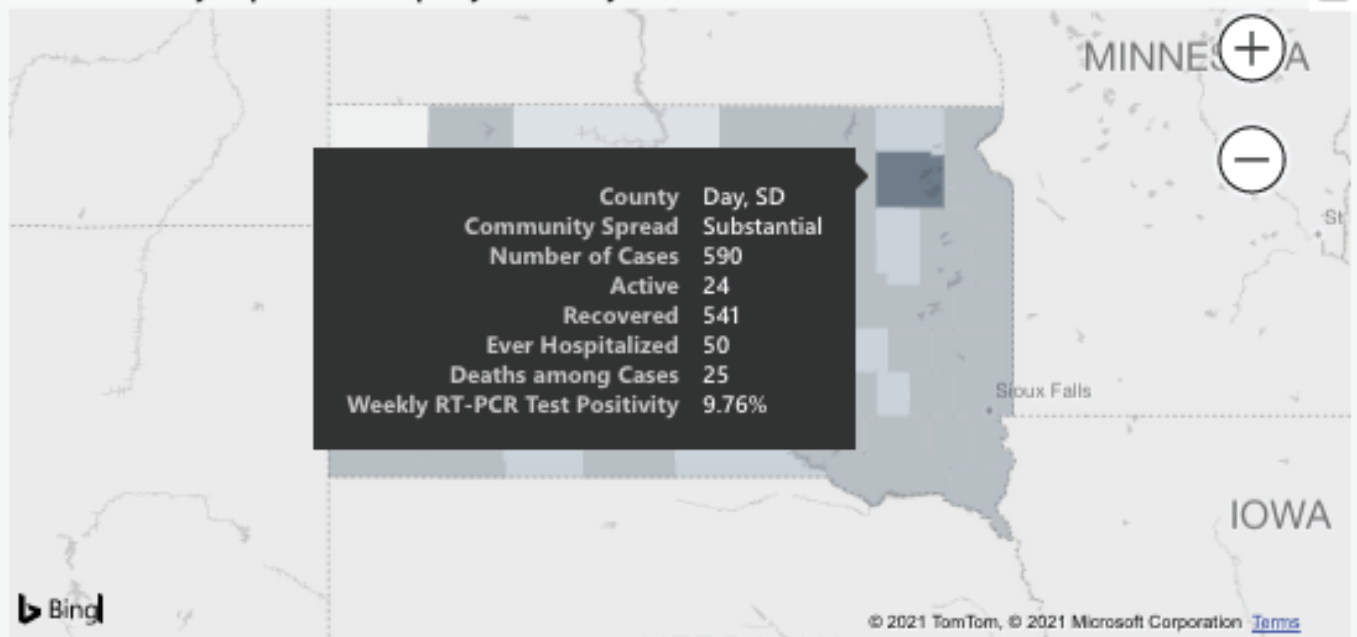 MINNES A
County Day, SD
Community Spread Substantial
Number of Cases 590
Active 24
Recovered 541
Ever Hospitalized 50
Deaths among Cases 25
Weekly RT-PCR Test Positivity 9.76%
St
Sioux Falls
IOWA
Bing
© 2021 TomTom, © 2021 Microsoft Corporation Terms